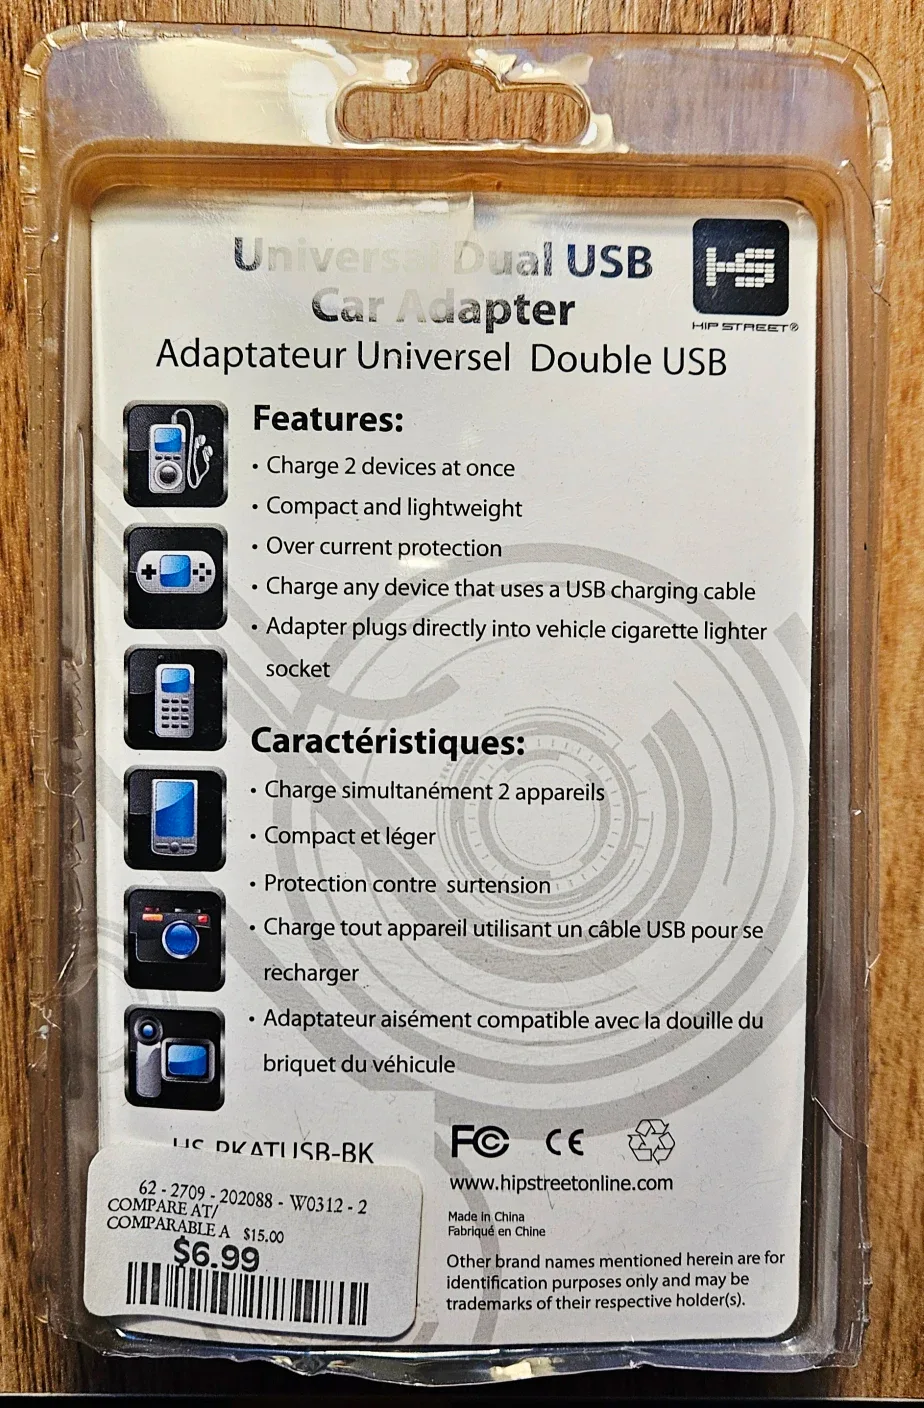 Universal Dual USB
Car Adapter
Adaptateur Universel Double USB
HS
HIP STREET®
Features:
• Charge 2 devices at once
• Compact and lightweight
• Over current protection
• Charge any device that uses a USB charging cable
• Adapter plugs directly into vehicle cigarette lighter
socket
Caractéristiques:
• Charge simultanément 2 appareils
• Compact et léger
• Protection contre surtension
• Charge tout appareil utilisant un câble USB pour se
recharger
• Adaptateur aisément compatible avec la douille du
briquet du véhicule
FC CE
www.hipstreetonline.com
Made in China
Fabriqué en Chine
Other brand names mentioned herein are for
identification purposes only and may be
trademarks of their respective holder(s).
62 - 2709 - 202088 - W0312 - 2
COMPARE AT/
COMPARABLE A $15.00
$6.99